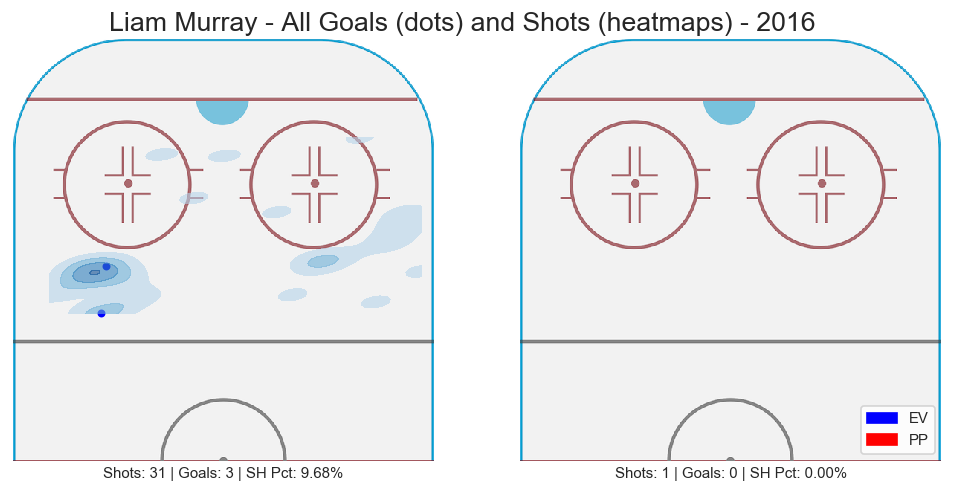 Liam Murray - All Goals (dots) and Shots (heatmaps) - 2016
EV
PP
Shots: 31 | Goals: 3 | SH Pct: 9.68%
Shots: 1 | Goals: 0 | SH Pct: 0.00%